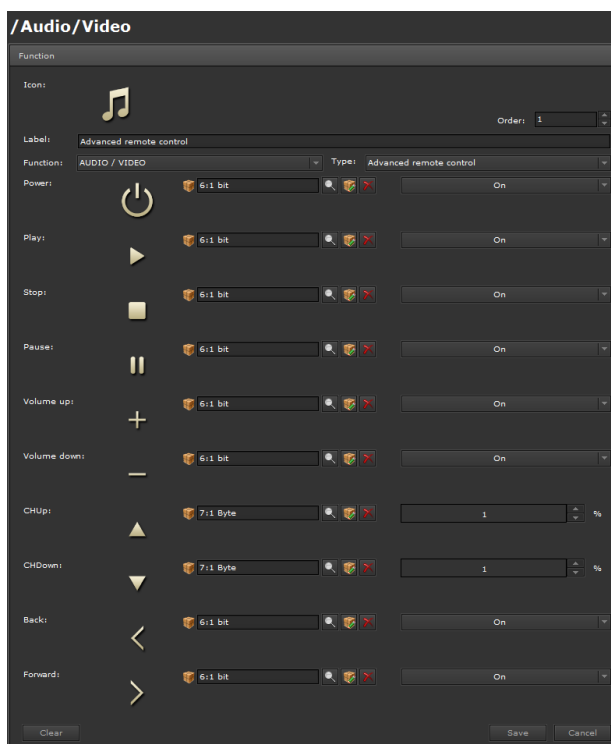 /Audio/Video
Function
Icon:
Order: 1
Label: Advanced remote control
Function: AUDIO / VIDEO Type: Advanced remote control
Power: 6:1 bit On
Play: 6:1 bit On
Stop: 6:1 bit On
Pause: 6:1 bit On
Volume up: 6:1 bit On
Volume down: 6:1 bit On
CHUp: 7:1 Byte 1 %
CHDown: 7:1 Byte 1 %
Back: 6:1 bit On
Forward: 6:1 bit On
Clear Save Cancel